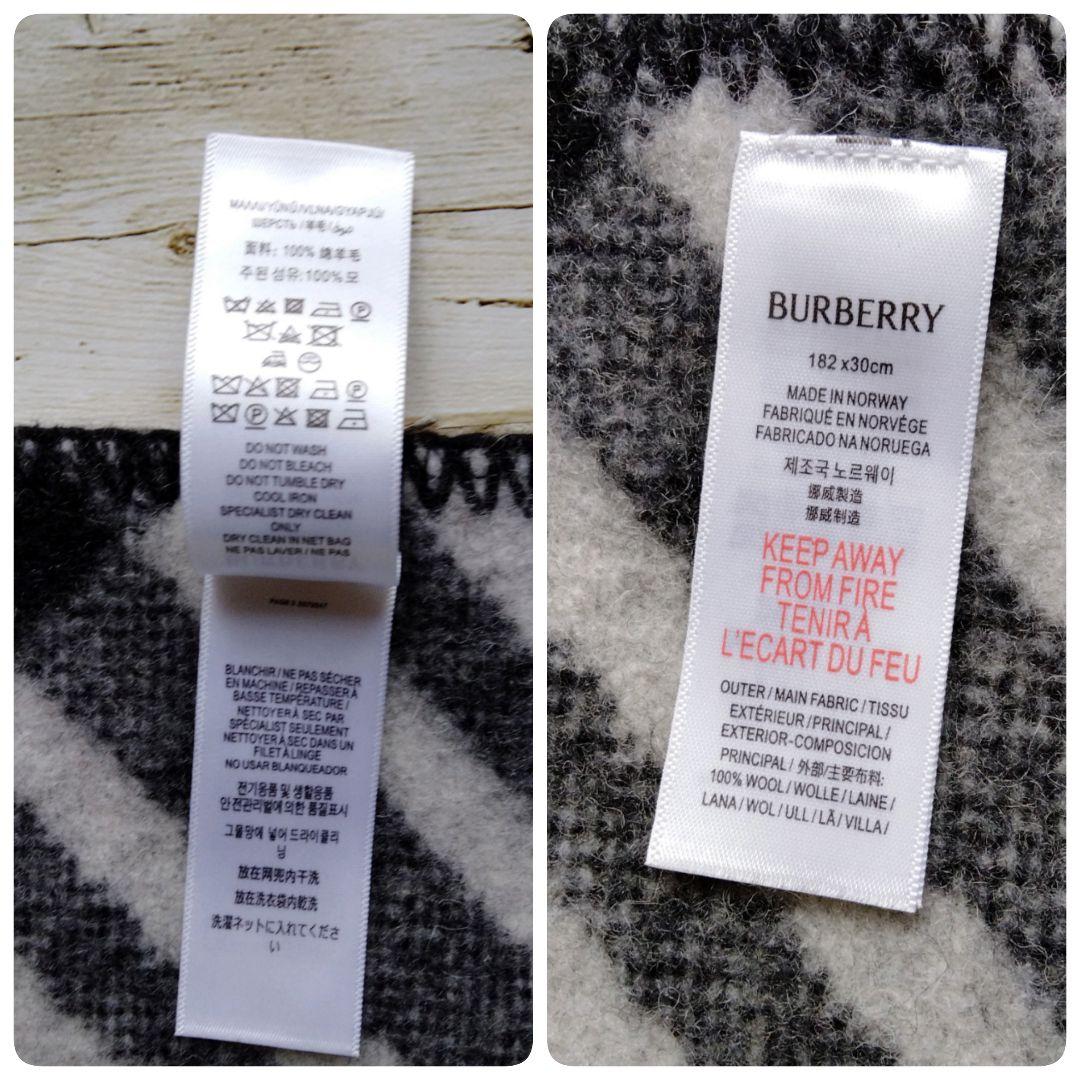 MAVVI/YÜNÜ/VLNA/GYAPJÚ/
ШЕРСТЬ / 羊毛 / صوف
面料: 100% 绵羊毛
주된 섬유:100% 모
DO NOT WASH
DO NOT BLEACH
DO NOT TUMBLE DRY
COOL IRON
SPECIALIST DRY CLEAN
ONLY
DRY CLEAN IN NET BAG
NE PAS LAVER / NE PAS
BLANCHIR / NE PAS SÉCHER
EN MACHINE / REPASSER À
BASSE TEMPÉRATURE /
NETTOYER À SEC PAR
SPÉCIALIST SEULEMENT
NETTOYER À SEC DANS UN
FILET À LINGE
NO USAR BLANQUEADOR
전기용품 및 생활용품
안전관리벌에 의한 품질표시
그물망에 넣어 드라이클리
닝
放在网兜内干洗
放在洗衣袋内乾洗
洗濯ネットに入れてくださ
い
BURBERRY
182 x30cm
MADE IN NORWAY
FABRIQUÉ EN NORVÉGE
FABRICADO NA NORUEGA
제조국 노르웨이
挪威製造
挪威制造
KEEP AWAY
FROM FIRE
TENIR À
L'ECART DU FEU
OUTER / MAIN FABRIC / TISSU
EXTÉRIEUR / PRINCIPAL /
EXTERIOR-COMPOSICION
PRINCIPAL / 外部/主要布料:
100% WOOL / WOLLE / LAINE /
LANA / WOL / ULL / LÃ / VILLA /